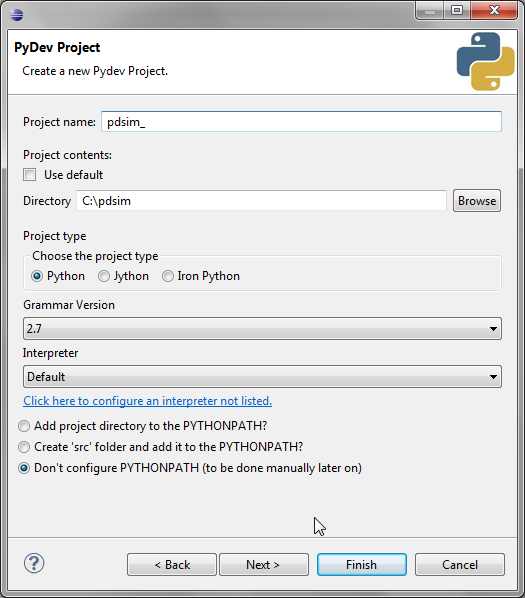 PyDev Project
Create a new Pydev Project.
Project name: pdsim_
Project contents:
Use default
Directory C:\pdsim Browse
Project type
Choose the project type
Python Jython Iron Python
Grammar Version
2.7
Interpreter
Default
Click here to configure an interpreter not listed.
Add project directory to the PYTHONPATH?
Create 'src' folder and add it to the PYTHONPATH?
Don't configure PYTHONPATH (to be done manually later on)
? < Back Next > Finish Cancel